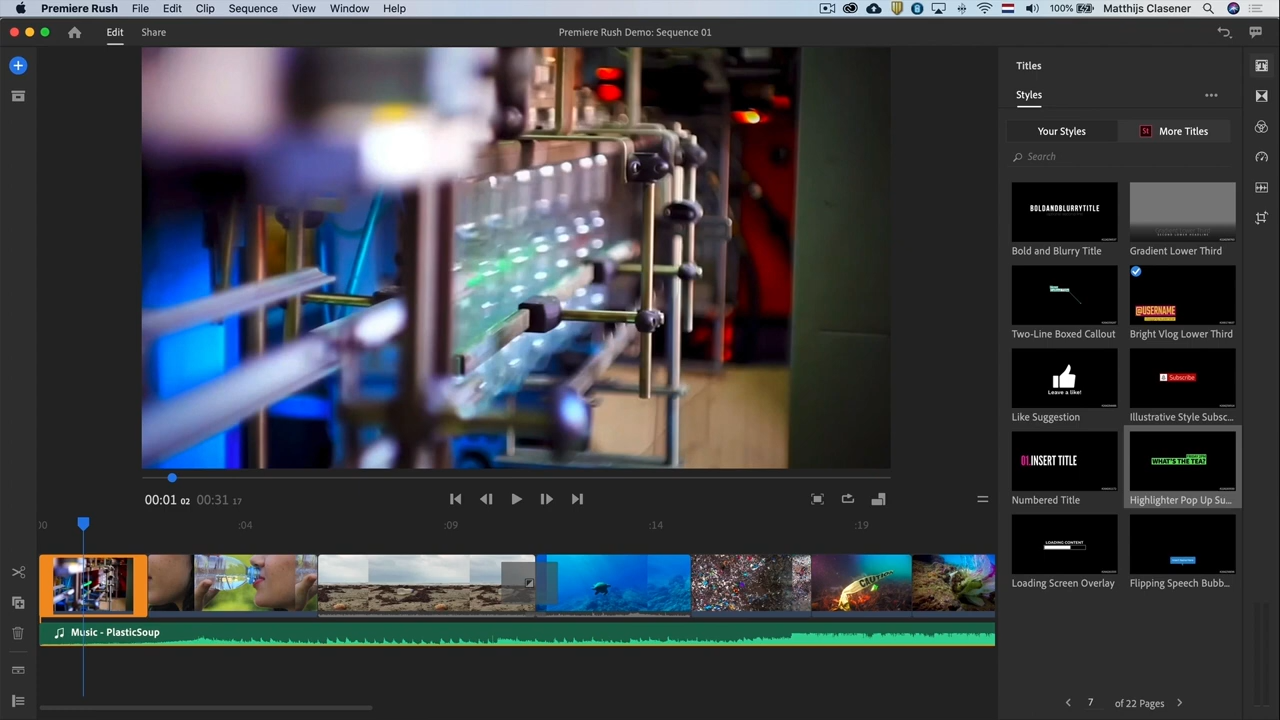 Premiere Rush File Edit Clip Sequence View Window Help 100% Matthijs Clasener
Edit Share Premiere Rush Demo: Sequence 01
Titles
Styles
Your Styles St More Titles
Search
BOLDANDBLURRYTITLE
Bold and Blurry Title Gradient Lower Third
@USERNAME
Two-Line Boxed Callout Bright Vlog Lower Third
Leave a like! Subscribe
Like Suggestion Illustrative Style Subsc...
01.INSERT TITLE WHAT'S THE TEA?
Numbered Title Highlighter Pop Up Su...
LOADING CONTENT
Loading Screen Overlay Flipping Speech Bubb...
00:01 02 00:31 17
:00 :04 :09 :14 :19
CAUTION
Music - PlasticSoup
7 of 22 Pages